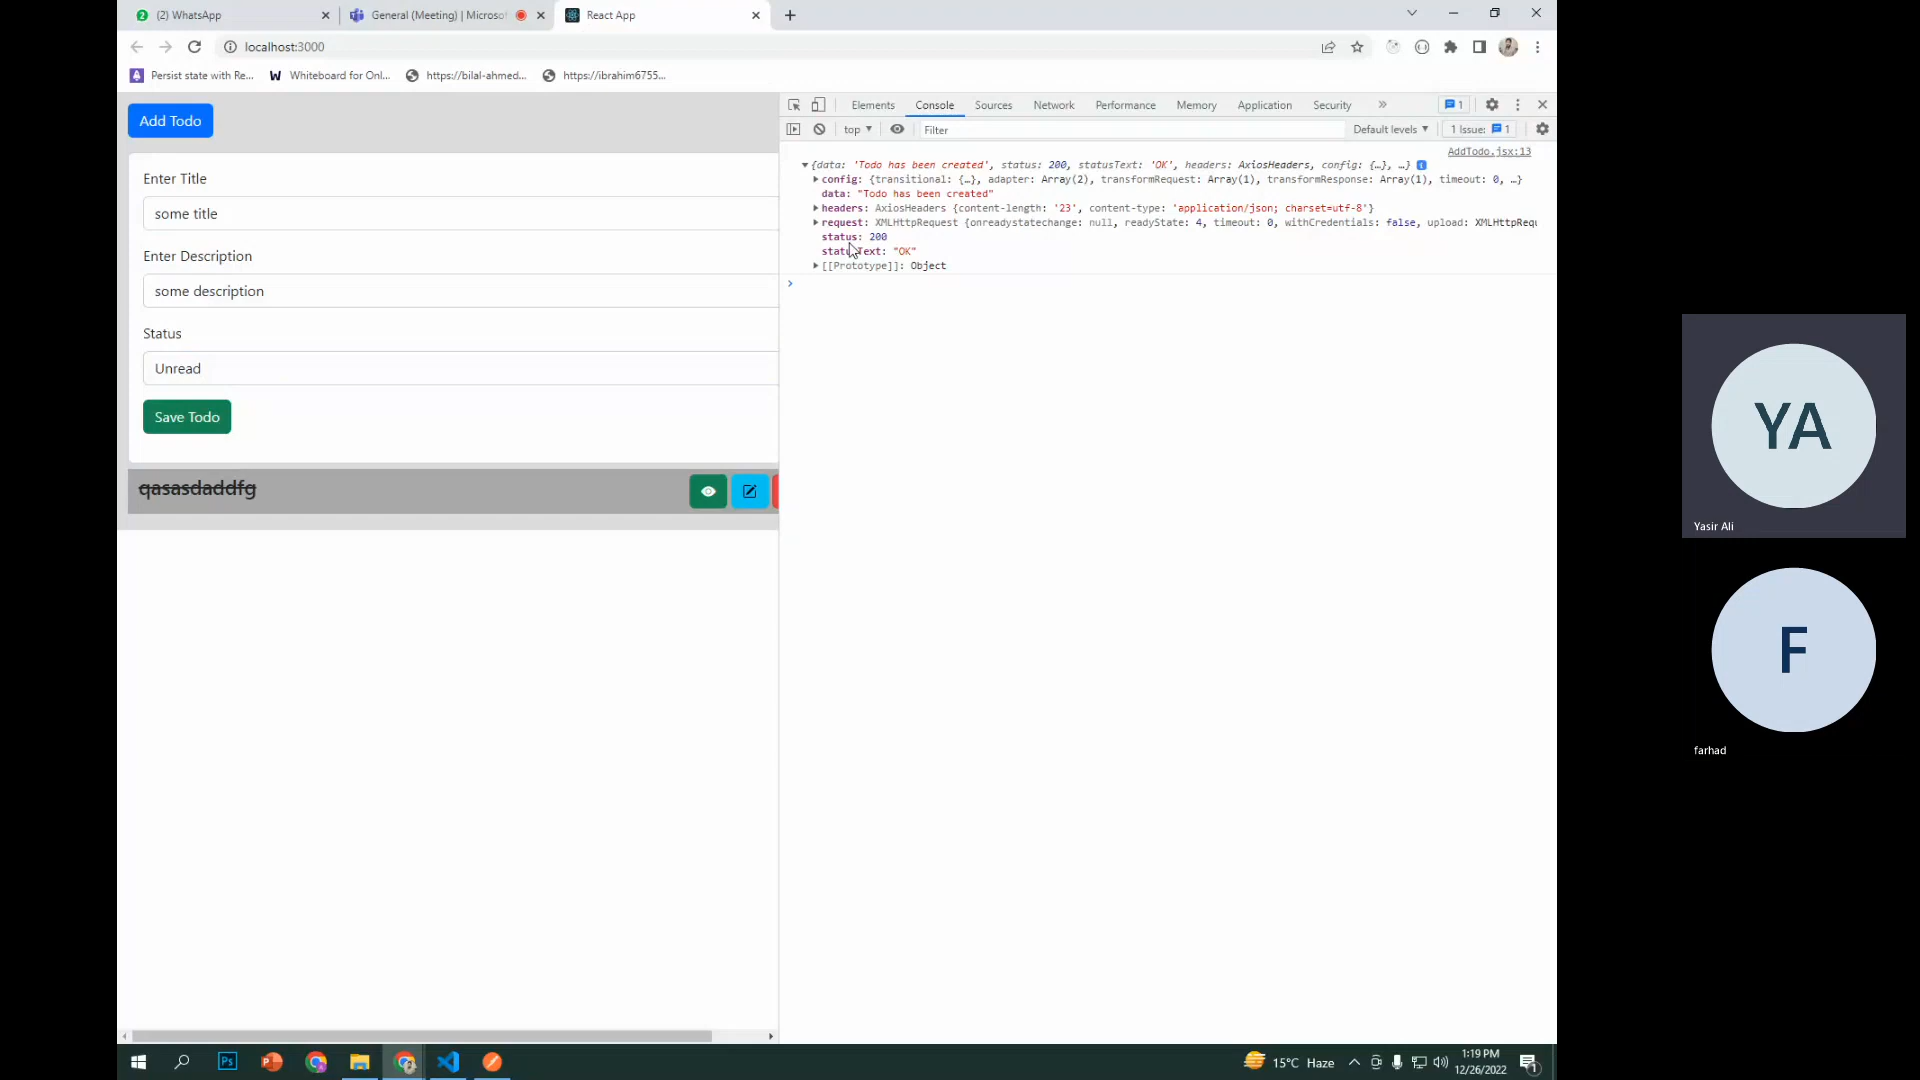 (2) WhatsApp
General (Meeting) | Microso
React App
localhost:3000
Persist state with Re...
Whiteboard for Onl...
https://bilal-ahmed...
https://ibrahim6755...
Add Todo
Enter Title
some title
Enter Description
some description
Status
Unread
Save Todo
qasasdaddfg
Elements Console Sources Network Performance Memory Application Security 1
top Filter Default levels 1 Issue: 1
AddTodo.jsx:13
{data: 'Todo has been created', status: 200, statusText: 'OK', headers: AxiosHeaders, config: {…}, …}
config: {transitional: {…}, adapter: Array(2), transformRequest: Array(1), transformResponse: Array(1), timeout: 0, …}
data: "Todo has been created"
headers: AxiosHeaders {content-length: '23', content-type: 'application/json; charset=utf-8'}
request: XMLHttpRequest {onreadystatechange: null, readyState: 4, timeout: 0, withCredentials: false, upload: XMLHttpRequ
status: 200
statusText: "OK"
[[Prototype]]: Object
YA
Yasir Ali
F
farhad
Ps
15°C Haze
1:19 PM
12/26/2022
1